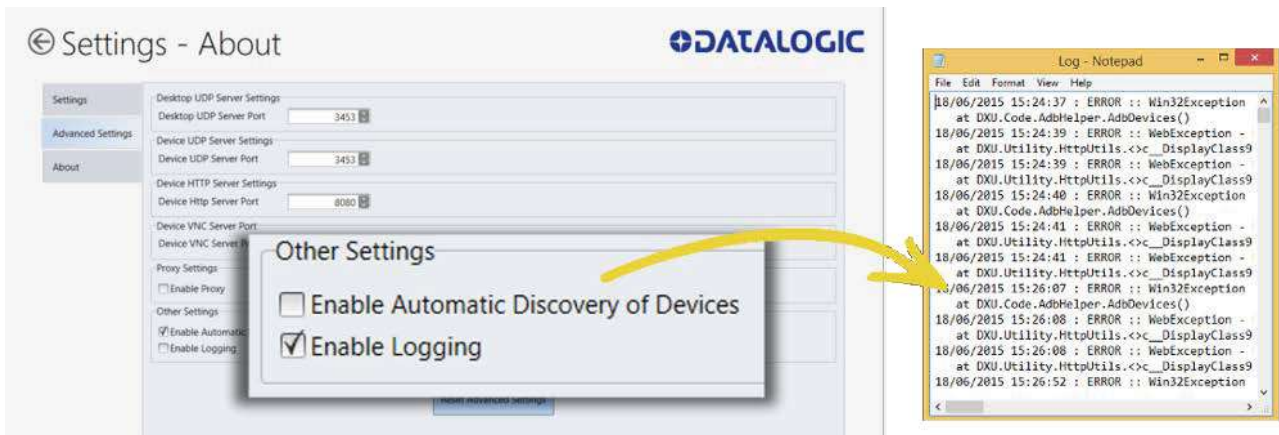 Settings - About
DATALOGIC
Settings
Advanced Settings
About
Desktop UDP Server Settings
Desktop UDP Server Port 3453
Device UDP Server Settings
Device UDP Server Port 3453
Device HTTP Server Settings
Device Http Server Port 8080
Device VNC Server Port
Device VNC Server
Proxy Settings
Enable Proxy
Other Settings
Enable Automatic
Enable Logging
Reset Advanced Settings
Other Settings
Enable Automatic Discovery of Devices
Enable Logging
Log - Notepad
File Edit Format View Help
18/06/2015 15:24:37 : ERROR :: Win32Exception
at DXU.Code.AdbHelper.AdbDevices()
18/06/2015 15:24:39 : ERROR :: WebException -
at DXU.Utility.HttpUtils.<>c__DisplayClass9
18/06/2015 15:24:39 : ERROR :: WebException -
at DXU.Utility.HttpUtils.<>c__DisplayClass9
18/06/2015 15:24:40 : ERROR :: Win32Exception
at DXU.Code.AdbHelper.AdbDevices()
18/06/2015 15:24:41 : ERROR :: WebException -
at DXU.Utility.HttpUtils.<>c__DisplayClass9
18/06/2015 15:24:41 : ERROR :: WebException -
at DXU.Utility.HttpUtils.<>c__DisplayClass9
18/06/2015 15:26:07 : ERROR :: Win32Exception
at DXU.Code.AdbHelper.AdbDevices()
18/06/2015 15:26:08 : ERROR :: WebException -
at DXU.Utility.HttpUtils.<>c__DisplayClass9
18/06/2015 15:26:08 : ERROR :: WebException -
at DXU.Utility.HttpUtils.<>c__DisplayClass9
18/06/2015 15:26:52 : ERROR :: Win32Exception